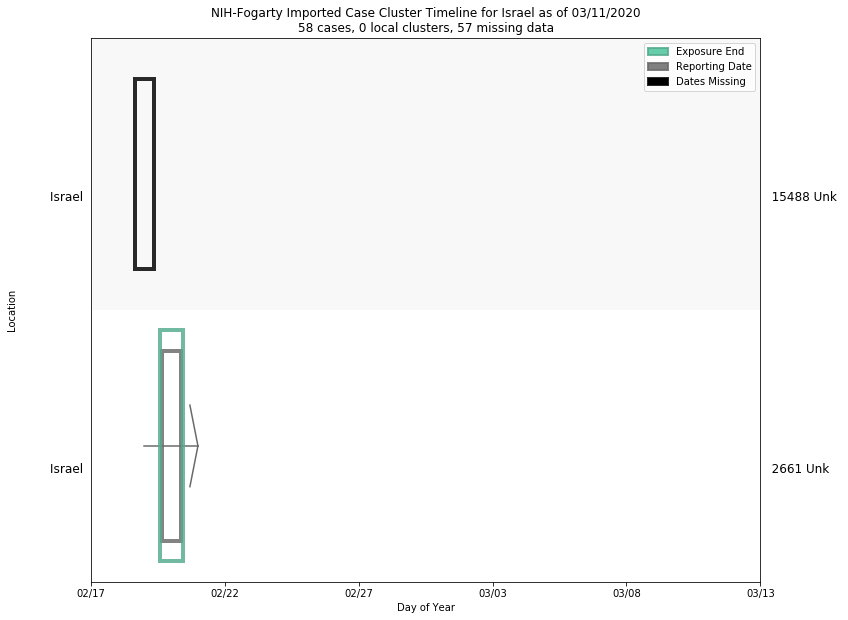 NIH-Fogarty Imported Case Cluster Timeline for Israel as of 03/11/2020
58 cases, 0 local clusters, 57 missing data
Exposure End
Reporting Date
Dates Missing
Israel
15488 Unk
Location
Israel
2661 Unk
02/17
02/22
02/27
03/03
03/08
03/13
Day of Year